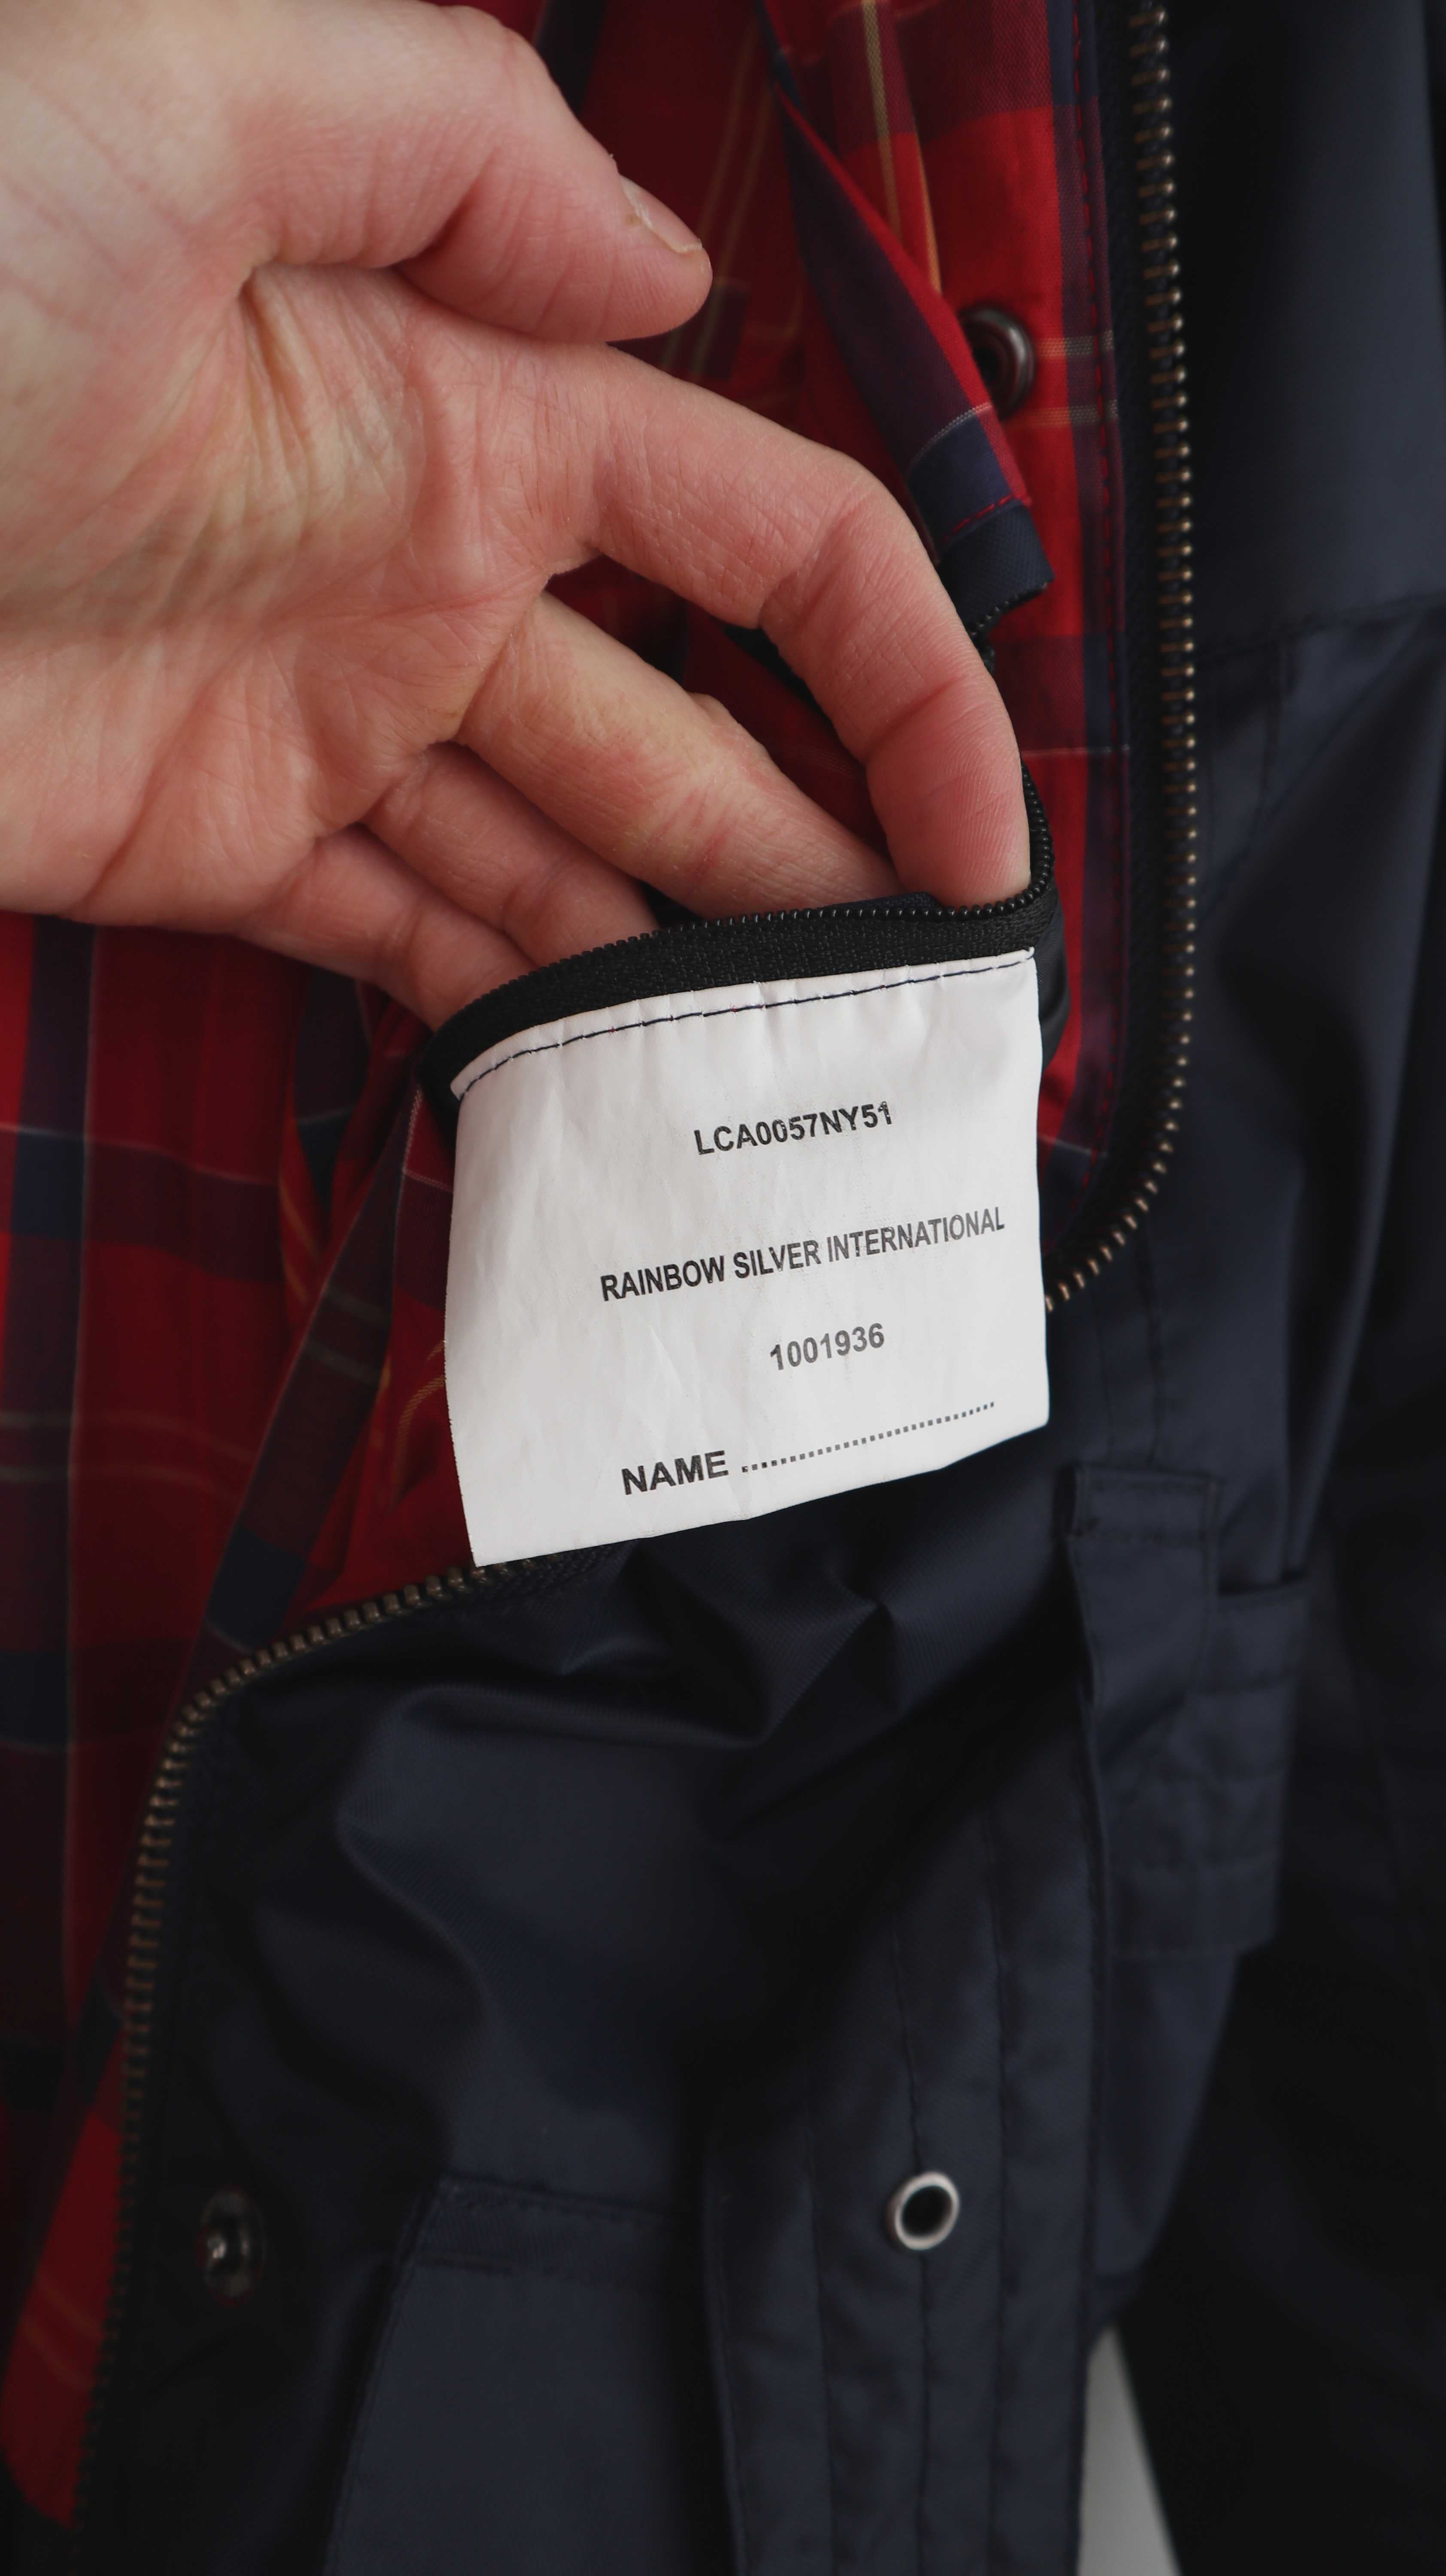 LCA0057NY51
RAINBOW SILVER INTERNATIONAL
1001936
NAME ................................